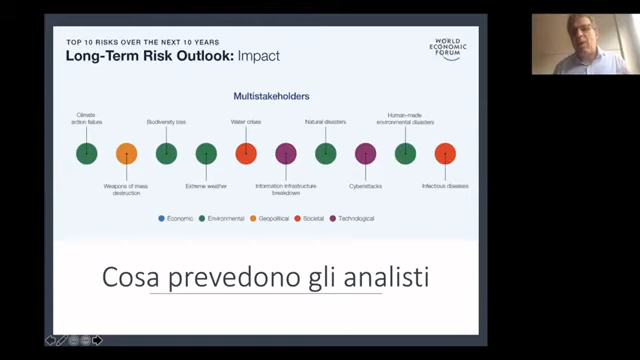 TOP 10 RISKS OVER THE NEXT 10 YEARS
Long-Term Risk Outlook: Impact
WORLD
ECONOMIC
FORUM
Multistakeholders
Climate
action failure
Biodiversity loss
Water crises
Natural disasters
Human-made
environmental disasters
Weapons of mass
destruction
Extreme weather
Information infrastructure
breakdown
Cyberattacks
Infectious diseases
Economic
Environmental
Geopolitical
Societal
Technological
Cosa prevedono gli analisti